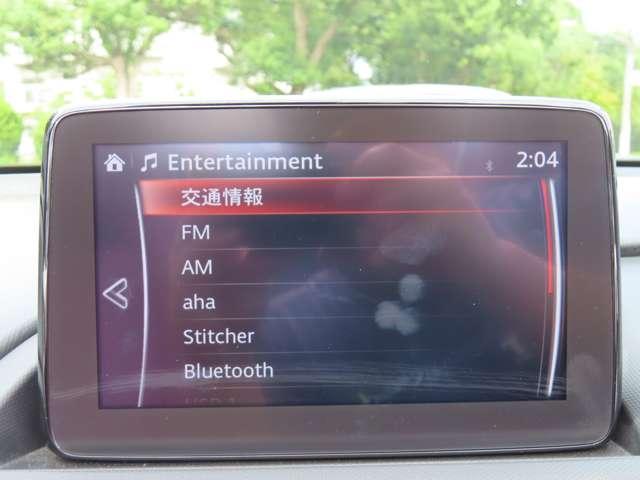 Entertainment 2:04
交通情報
FM
AM
aha
Stitcher
Bluetooth